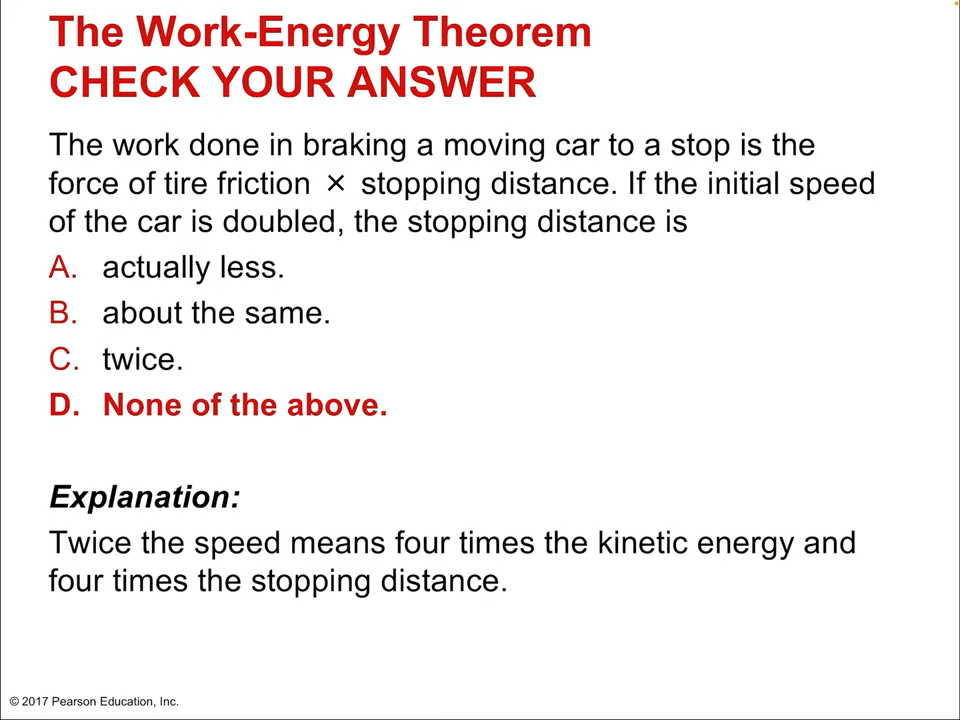 The Work-Energy Theorem
CHECK YOUR ANSWER
The work done in braking a moving car to a stop is the
force of tire friction × stopping distance. If the initial speed
of the car is doubled, the stopping distance is
A. actually less.
B. about the same.
C. twice.
D. None of the above.
Explanation:
Twice the speed means four times the kinetic energy and
four times the stopping distance.
© 2017 Pearson Education, Inc.